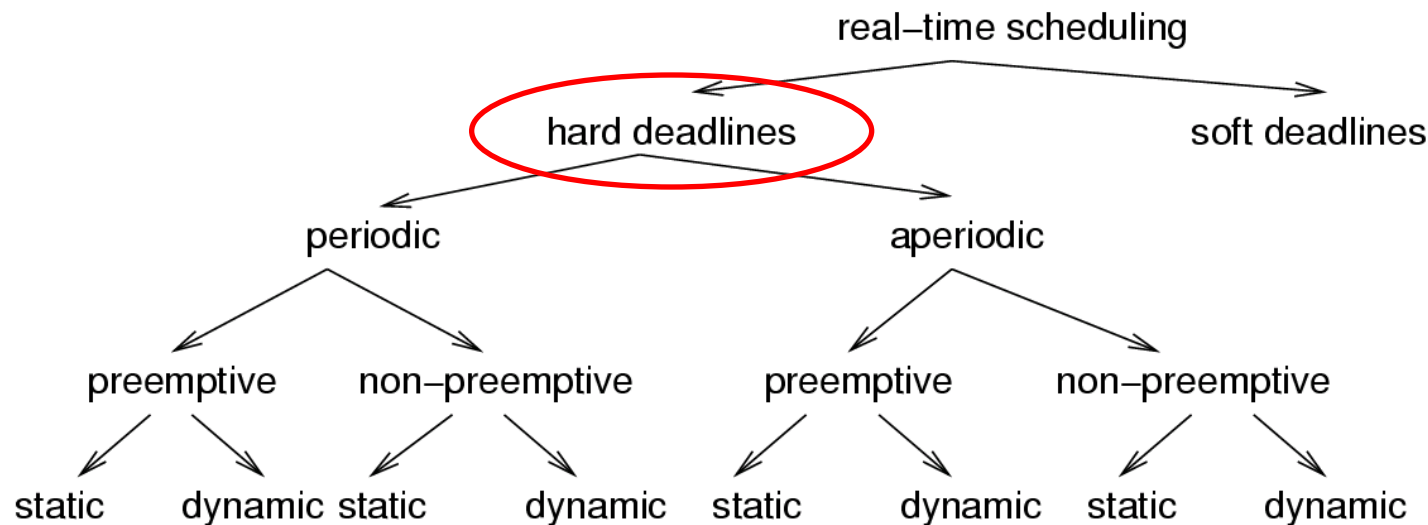 real−time scheduling
hard deadlines soft deadlines
periodic aperiodic
preemptive non−preemptive preemptive non−preemptive
static dynamic static dynamic static dynamic static dynamic